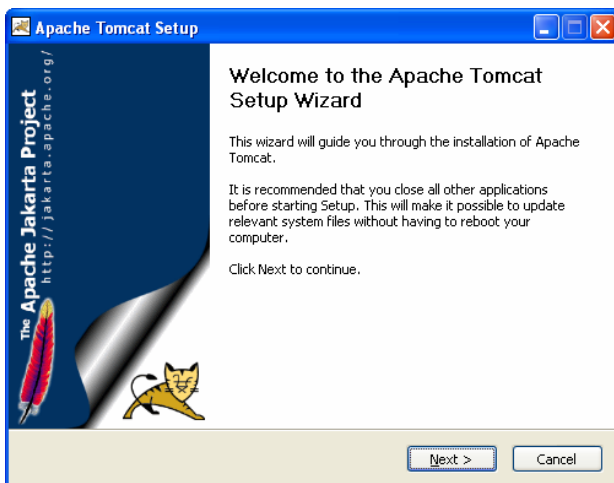 Apache Tomcat Setup
The Apache Jakarta Project
http://jakarta.apache.org/
Welcome to the Apache Tomcat
Setup Wizard
This wizard will guide you through the installation of Apache
Tomcat.
It is recommended that you close all other applications
before starting Setup. This will make it possible to update
relevant system files without having to reboot your
computer.
Click Next to continue.
Next >
Cancel